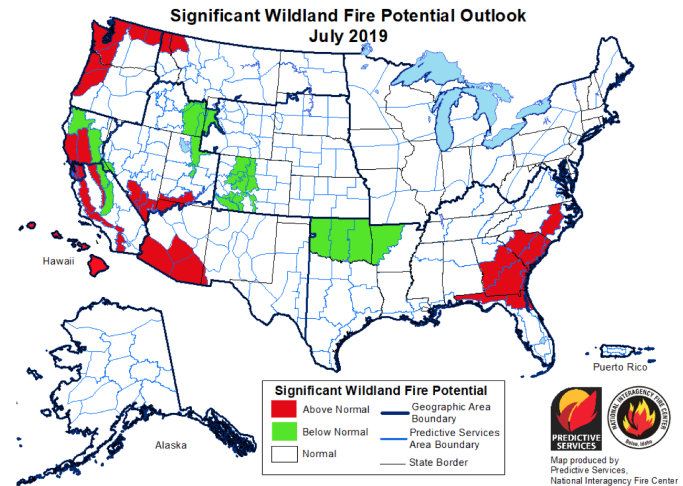 Significant Wildland Fire Potential Outlook
July 2019
Hawaii
Alaska
Puerto Rico
Significant Wildland Fire Potential
Above Normal
Below Normal
Normal
Geographic Area
Boundary
Predictive Services
Area Boundary
State Border
PREDICTIVE
SERVICES
NATIONAL INTERAGENCY FIRE CENTER
Boise, Idaho
Map produced by
Predictive Services,
National Interagency Fire Center